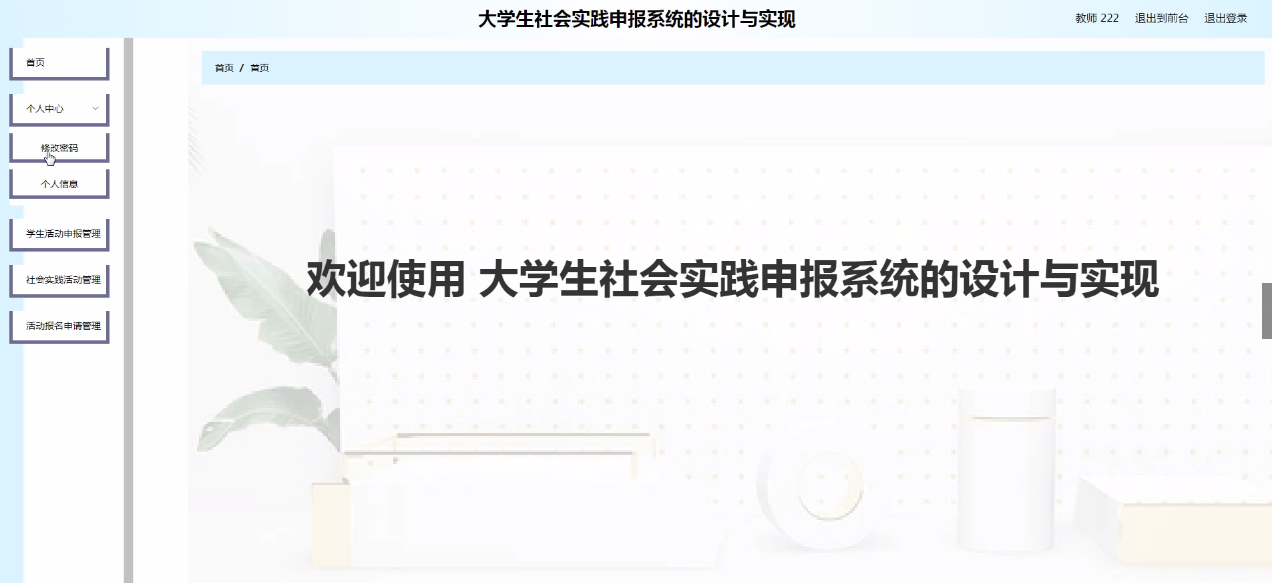 大学生社会实践申报系统的设计与实现
教师 222 退出到前台 退出登录
首页
个人中心
修改密码
个人信息
学生活动申报管理
社会实践活动管理
活动报名申请管理
首页 / 首页
欢迎使用 大学生社会实践申报系统的设计与实现